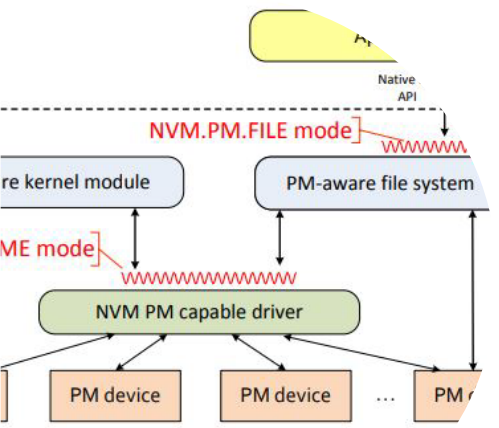 Native
API
NVM.PM.FILE mode
re kernel module
PM-aware file system
ME mode
NVM PM capable driver
PM device
PM device
...
PM